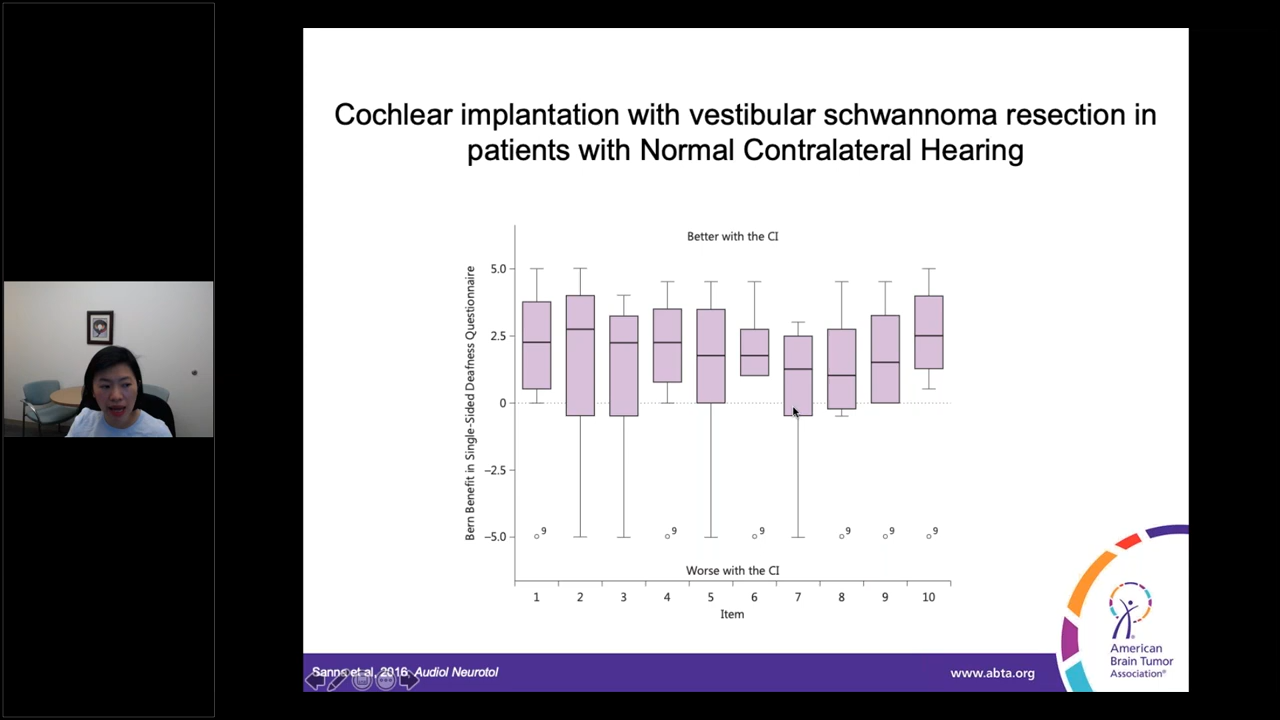 Cochlear implantation with vestibular schwannoma resection in
patients with Normal Contralateral Hearing
Better with the CI
Bern Benefit in Single-Sided Deafness Questionnaire
5.0
2.5
0
−2.5
−5.0
9
9
9
9
9
9
Worse with the CI
1 2 3 4 5 6 7 8 9 10
Item
American
Brain Tumor
Association®
Sanna et al, 2016, Audiol Neurotol
www.abta.org